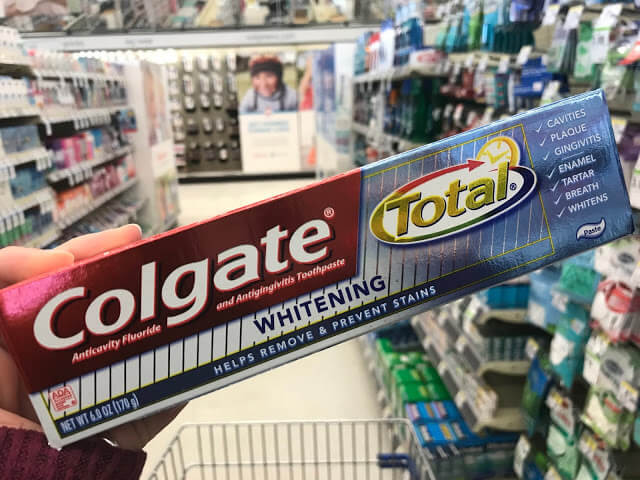 Colgate®
Anticavity Fluoride and Antigingivitis Toothpaste
Total®
WHITENING
HELPS REMOVE & PREVENT STAINS
CAVITIES
PLAQUE
GINGIVITIS
ENAMEL
TARTAR
BREATH
WHITENS
Paste
ADA
NET WT 6.0 OZ (170 g)